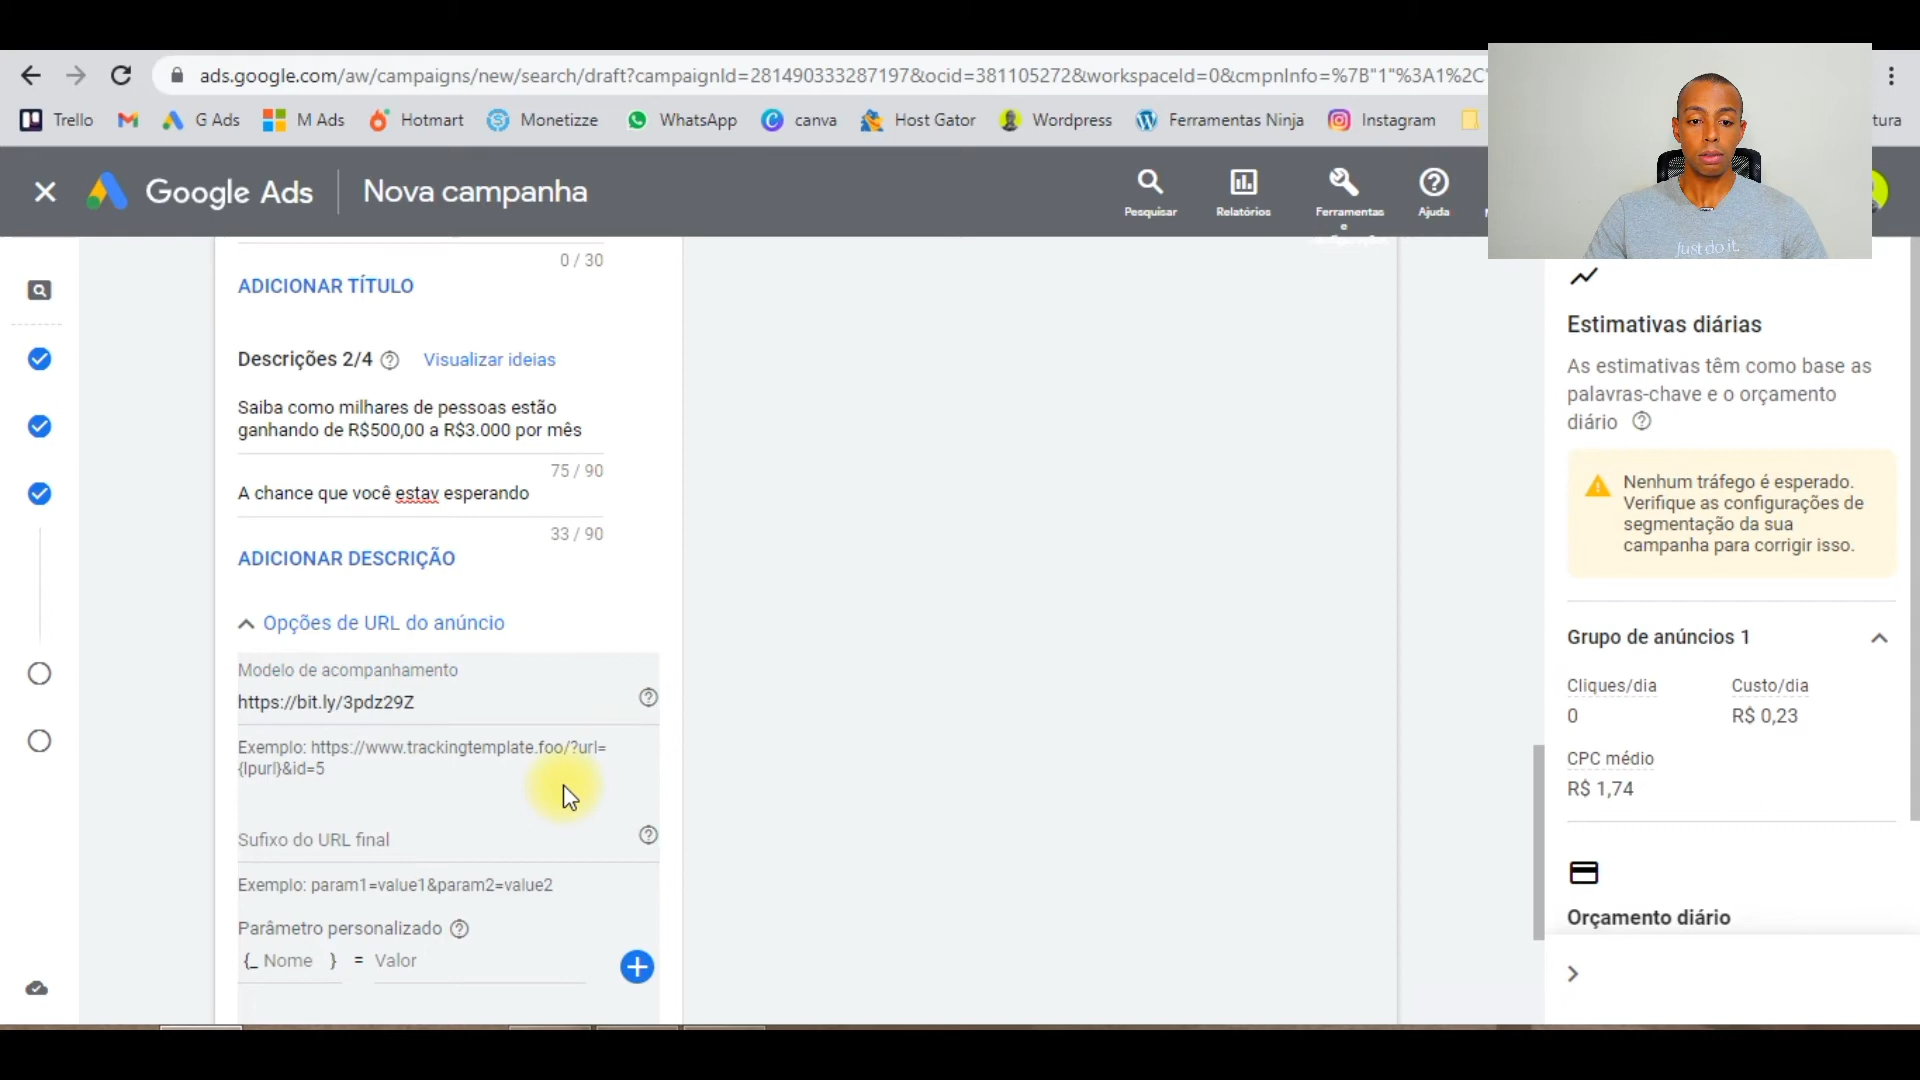 ads.google.com/aw/campaigns/new/search/draft?campaignId=281490333287197&ocid=381105272&workspaceId=0&cmpnInfo=%7B"1"%3A1%2C
Trello
G Ads
M Ads
Hotmart
Monetizze
WhatsApp
canva
Host Gator
Wordpress
Ferramentas Ninja
Instagram
tura
Google Ads
Nova campanha
Pesquisar
Relatórios
Ferramentas
e
Ajuda
Just do it.
0 / 30
ADICIONAR TÍTULO
Descrições 2/4
Visualizar ideias
Saiba como milhares de pessoas estão
ganhando de R$500,00 a R$3.000 por mês
75 / 90
A chance que você estav esperando
33 / 90
ADICIONAR DESCRIÇÃO
Opções de URL do anúncio
Modelo de acompanhamento
https://bit.ly/3pdz29Z
Exemplo: https://www.trackingtemplate.foo/?url=
{lpurl}&id=5
Sufixo do URL final
Exemplo: param1=value1&param2=value2
Parâmetro personalizado
{_ Nome } = Valor
Estimativas diárias
As estimativas têm como base as
palavras-chave e o orçamento
diário
Nenhum tráfego é esperado.
Verifique as configurações de
segmentação da sua
campanha para corrigir isso.
Grupo de anúncios 1
Cliques/dia
Custo/dia
0
R$ 0,23
CPC médio
R$ 1,74
Orçamento diário